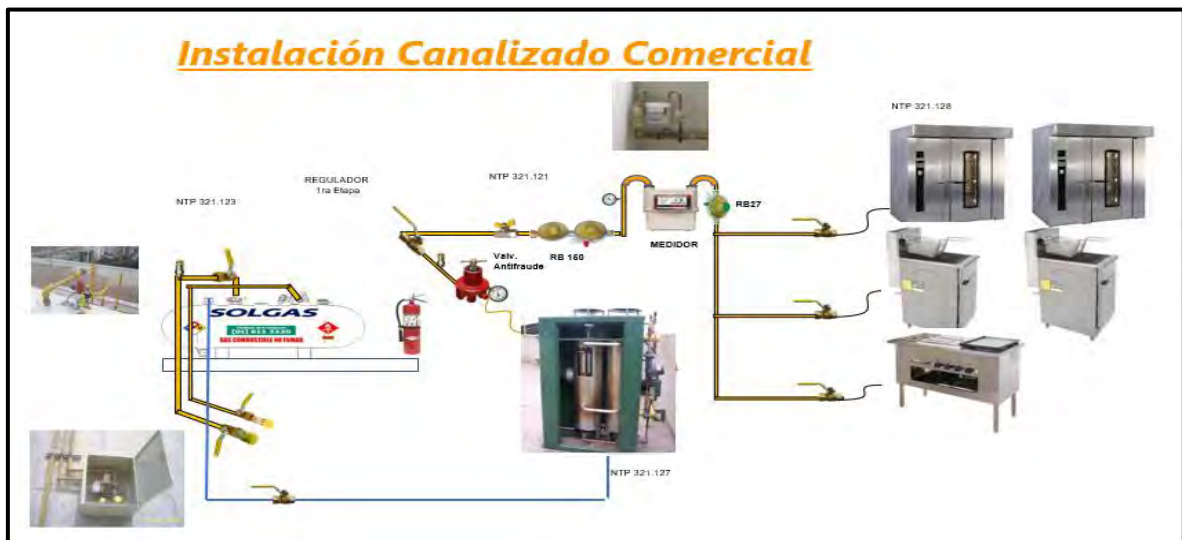 Instalación Canalizado Comercial
NTP 321.128
REGULADOR
1ra Etapa
NTP 321.121
NTP 321.123
RB27
MEDIDOR
Valv.
Antifraude
RB 160
SOLGAS
GAS COMBUSTIBLE NO FUMAR
NTP 321.127